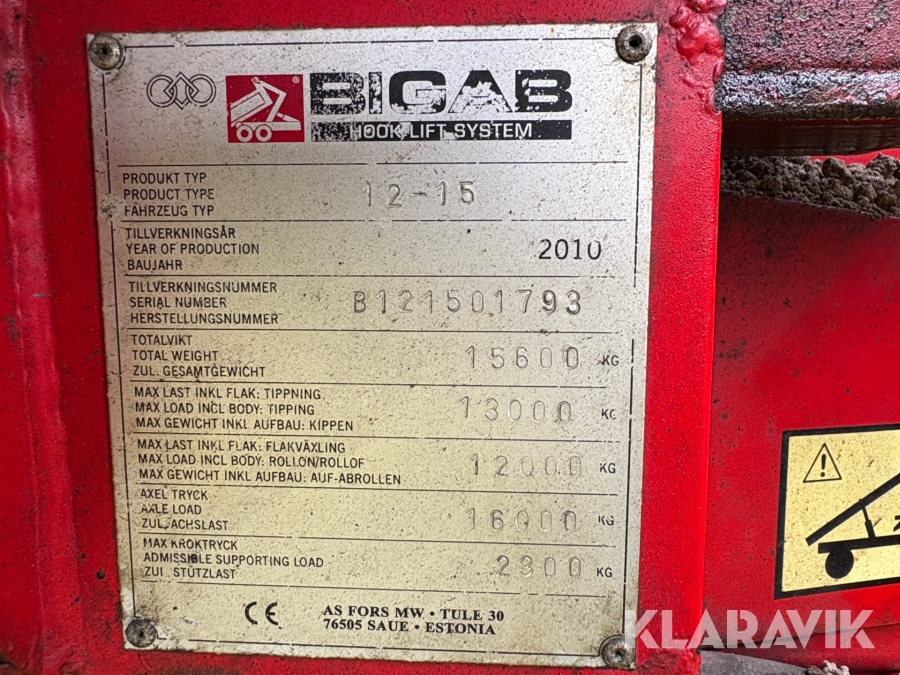 BIGAB
HOOK LIFT SYSTEM
PRODUKT TYP
PRODUCT TYPE 12-15
FAHRZEUG TYP
TILLVERKNINGSÅR
YEAR OF PRODUCTION 2010
BAUJAHR
TILLVERKNINGSNUMMER
SERIAL NUMBER B121501793
HERSTELLUNGSNUMMER
TOTALVIKT
TOTAL WEIGHT 15600 KG
ZUL. GESAMTGEWICHT
MAX LAST INKL FLAK: TIPPNING
MAX LOAD INCL BODY: TIPPING 13000 KG
MAX GEWICHT INKL AUFBAU: KIPPEN
MAX LAST INKL FLAK: FLAKVÄXLING
MAX LOAD INCL BODY: ROLLON/ROLLOF 12000 KG
MAX GEWICHT INKL AUFBAU: AUF-ABROLLEN
AXEL TRYCK
AXLE LOAD 16000 KG
ZUL. ACHSLAST
MAX KROKTRYCK
ADMISSIBLE SUPPORTING LOAD 2300 KG
ZUL. STÜTZLAST
CE AS FORS MW • TULE 30
76505 SAUE • ESTONIA
KLARAVIK